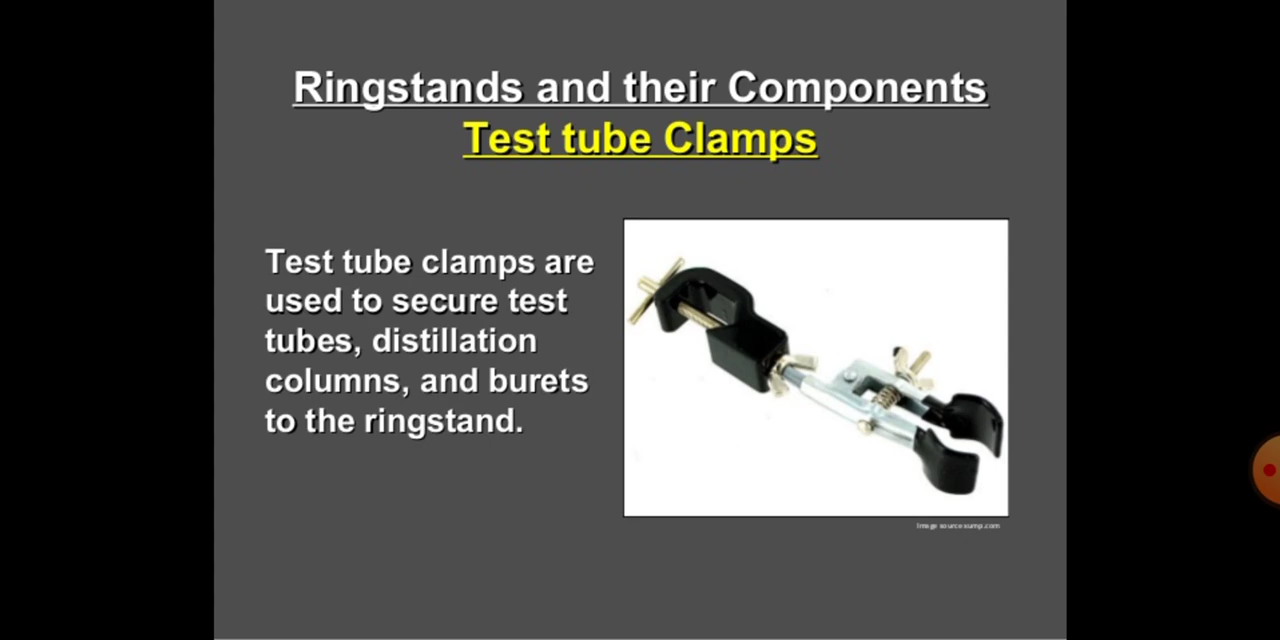 Ringstands and their Components
Test tube Clamps
Test tube clamps are
used to secure test
tubes, distillation
columns, and burets
to the ringstand.